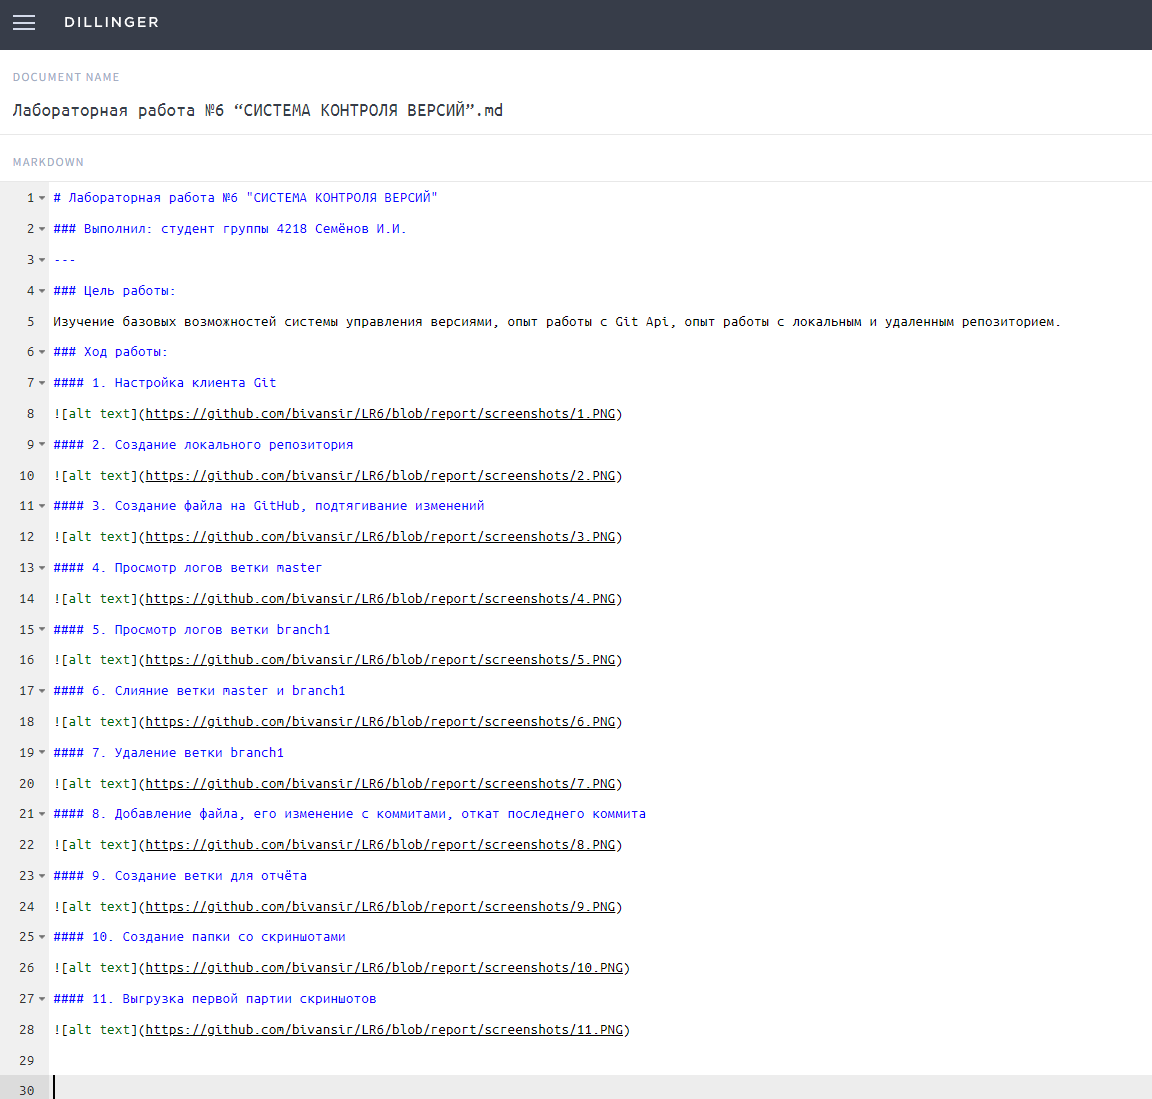 DILLINGER
DOCUMENT NAME
Лабораторная работа №6 “СИСТЕМА КОНТРОЛЯ ВЕРСИЙ”.md
MARKDOWN
1 # Лабораторная работа №6 "СИСТЕМА КОНТРОЛЯ ВЕРСИЙ"
2 ### Выполнил: студент группы 4218 Семёнов И.И.
3 ---
4 ### Цель работы:
5 Изучение базовых возможностей системы управления версиями, опыт работы с Git Api, опыт работы с локальным и удаленным репозиторием.
6 ### Ход работы:
7 #### 1. Настройка клиента Git
8 ![alt text](https://github.com/bivansir/LR6/blob/report/screenshots/1.PNG)
9 #### 2. Создание локального репозитория
10 ![alt text](https://github.com/bivansir/LR6/blob/report/screenshots/2.PNG)
11 #### 3. Создание файла на GitHub, подтягивание изменений
12 ![alt text](https://github.com/bivansir/LR6/blob/report/screenshots/3.PNG)
13 #### 4. Просмотр логов ветки master
14 ![alt text](https://github.com/bivansir/LR6/blob/report/screenshots/4.PNG)
15 #### 5. Просмотр логов ветки branch1
16 ![alt text](https://github.com/bivansir/LR6/blob/report/screenshots/5.PNG)
17 #### 6. Слияние ветки master и branch1
18 ![alt text](https://github.com/bivansir/LR6/blob/report/screenshots/6.PNG)
19 #### 7. Удаление ветки branch1
20 ![alt text](https://github.com/bivansir/LR6/blob/report/screenshots/7.PNG)
21 #### 8. Добавление файла, его изменение с коммитами, откат последнего коммита
22 ![alt text](https://github.com/bivansir/LR6/blob/report/screenshots/8.PNG)
23 #### 9. Создание ветки для отчёта
24 ![alt text](https://github.com/bivansir/LR6/blob/report/screenshots/9.PNG)
25 #### 10. Создание папки со скриншотами
26 ![alt text](https://github.com/bivansir/LR6/blob/report/screenshots/10.PNG)
27 #### 11. Выгрузка первой партии скриншотов
28 ![alt text](https://github.com/bivansir/LR6/blob/report/screenshots/11.PNG)
29
30